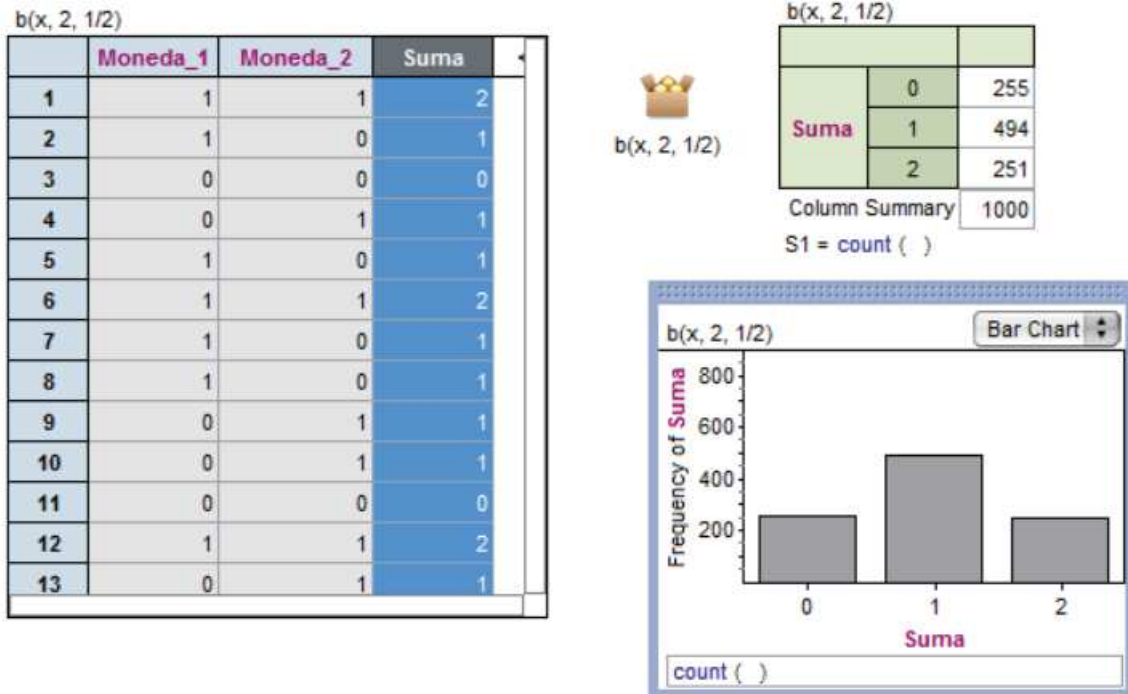 b(x, 2, 1/2)
Moneda_1 Moneda_2 Suma
1 1 1 2
2 1 0 1
3 0 0 0
4 0 1 1
5 1 0 1
6 1 1 2
7 1 0 1
8 1 0 1
9 0 1 1
10 0 1 1
11 0 0 0
12 1 1 2
13 0 1 1
b(x, 2, 1/2)
b(x, 2, 1/2)
Suma
0 255
1 494
2 251
Column Summary 1000
S1 = count ( )
b(x, 2, 1/2) Bar Chart
Frequency of Suma
800
600
400
200
0 1 2
Suma
count ( )